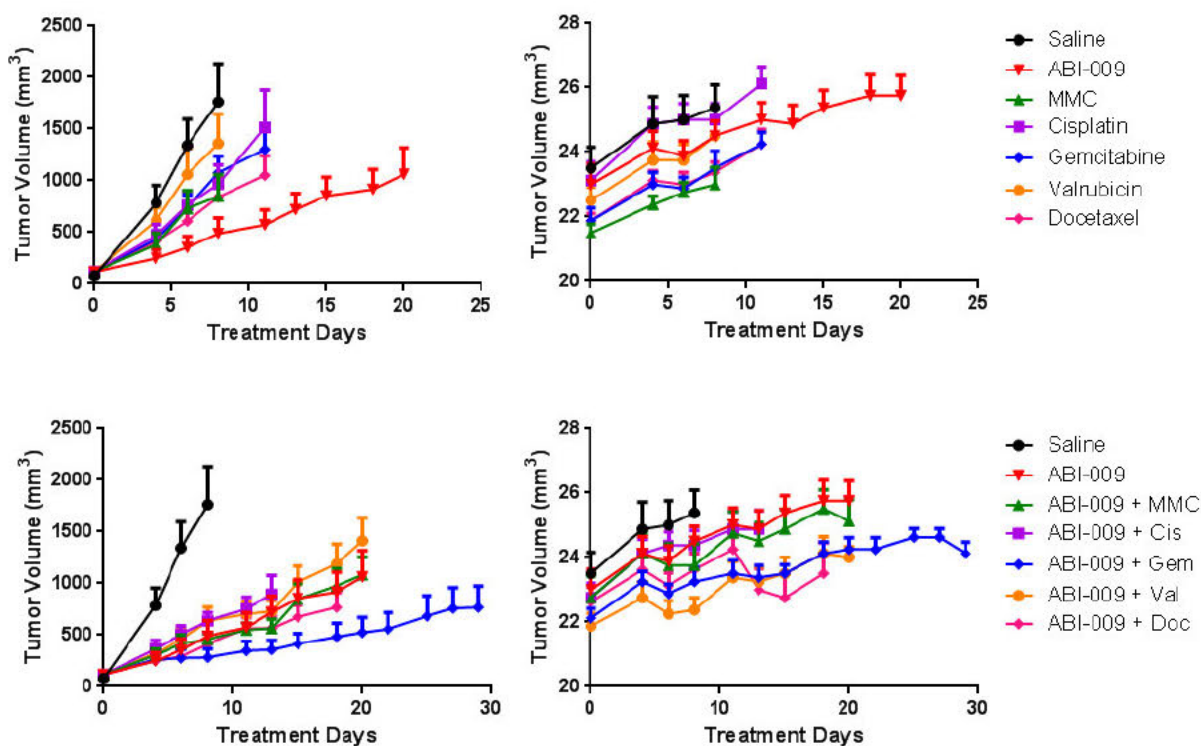 2500
2000
1500
1000
500
0
Tumor Volume (mm³)
0 5 10 15 20 25
Treatment Days
28
26
24
22
20
Tumor Volume (mm³)
0 5 10 15 20 25
Treatment Days
Saline
ABI-009
MMC
Cisplatin
Gemcitabine
Valrubicin
Docetaxel
2500
2000
1500
1000
500
0
Tumor Volume (mm³)
0 10 20 30
Treatment Days
28
26
24
22
20
Tumor Volume (mm³)
0 10 20 30
Treatment Days
Saline
ABI-009
ABI-009 + MMC
ABI-009 + Cis
ABI-009 + Gem
ABI-009 + Val
ABI-009 + Doc